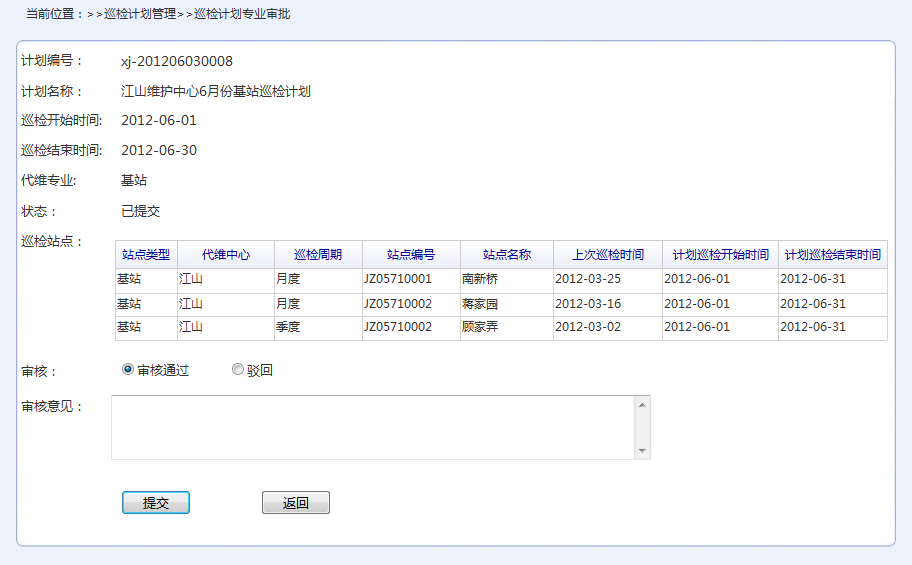 当前位置：>>巡检计划管理>>巡检计划专业审批
计划编号： xj-201206030008
计划名称： 江山维护中心6月份基站巡检计划
巡检开始时间: 2012-06-01
巡检结束时间: 2012-06-30
代维专业: 基站
状态： 已提交
巡检站点：
站点类型 代维中心 巡检周期 站点编号 站点名称 上次巡检时间 计划巡检开始时间 计划巡检结束时间
基站 江山 月度 JZ05710001 南新桥 2012-03-25 2012-06-01 2012-06-31
基站 江山 月度 JZ05710002 蒋家园 2012-03-16 2012-06-01 2012-06-31
基站 江山 季度 JZ05710002 顾家弄 2012-03-02 2012-06-01 2012-06-31
审核： 审核通过 驳回
审核意见：
提交 返回